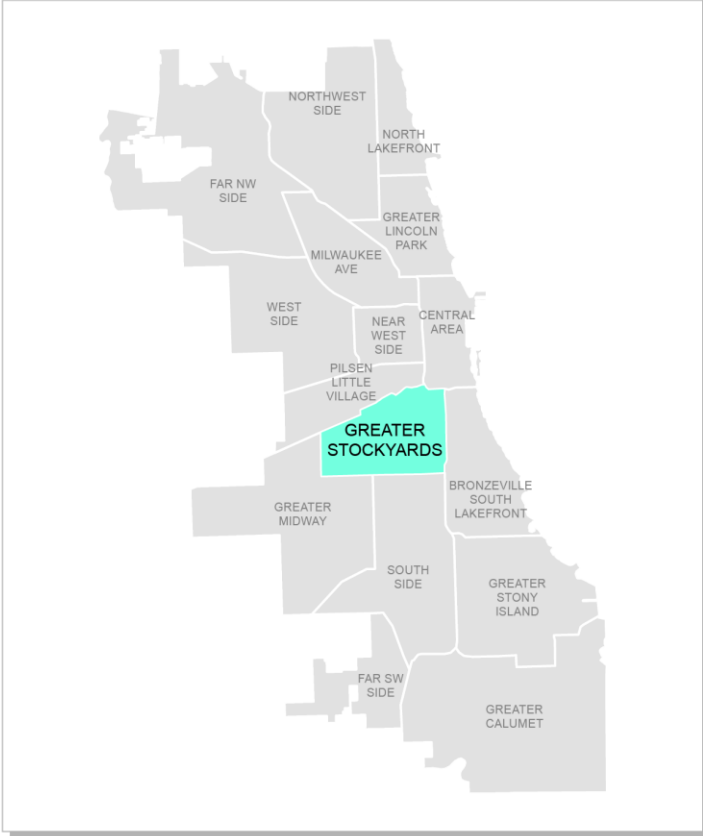 NORTHWEST
SIDE
NORTH
LAKEFRONT
FAR NW
SIDE
GREATER
LINCOLN
PARK
MILWAUKEE
AVE
WEST
SIDE
NEAR
WEST
SIDE
CENTRAL
AREA
PILSEN
LITTLE
VILLAGE
GREATER
STOCKYARDS
GREATER
MIDWAY
BRONZEVILLE
SOUTH
LAKEFRONT
SOUTH
SIDE
GREATER
STONY
ISLAND
FAR SW
SIDE
GREATER
CALUMET